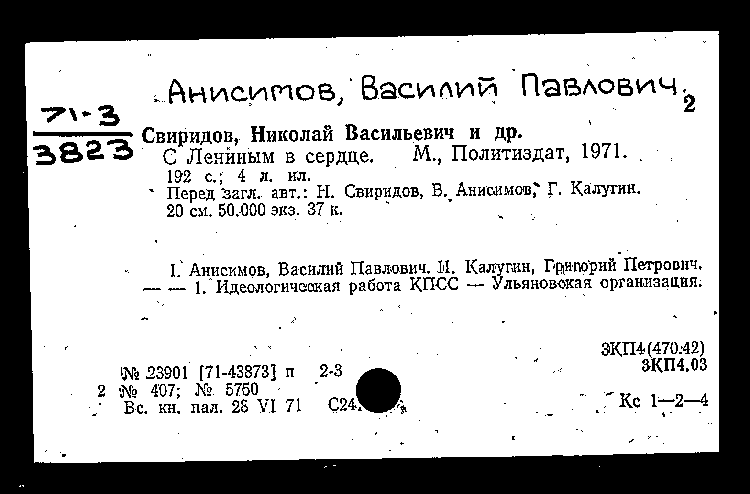 Анисимов, Василий Павлович.
2
71-3
3823
Свиридов, Николай Васильевич и др.
С Лениным в сердце. М., Политиздат, 1971.
192 с.; 4 л. ил.
Перед загл. авт.: Н. Свиридов, В. Анисимов, Г. Калугин.
20 см. 50.000 экз. 37 к.
I. Анисимов, Василий Павлович. II. Калугин, Григорий Петрович.
— — 1. Идеологическая работа КПСС — Ульяновская организация.
3КП4(470.42)
3КП4.03
№ 23901 [71-43873] п 2-3
2 № 407; № 5750
Вс. кн. пал. 28 VI 71
Кс 1—2—4